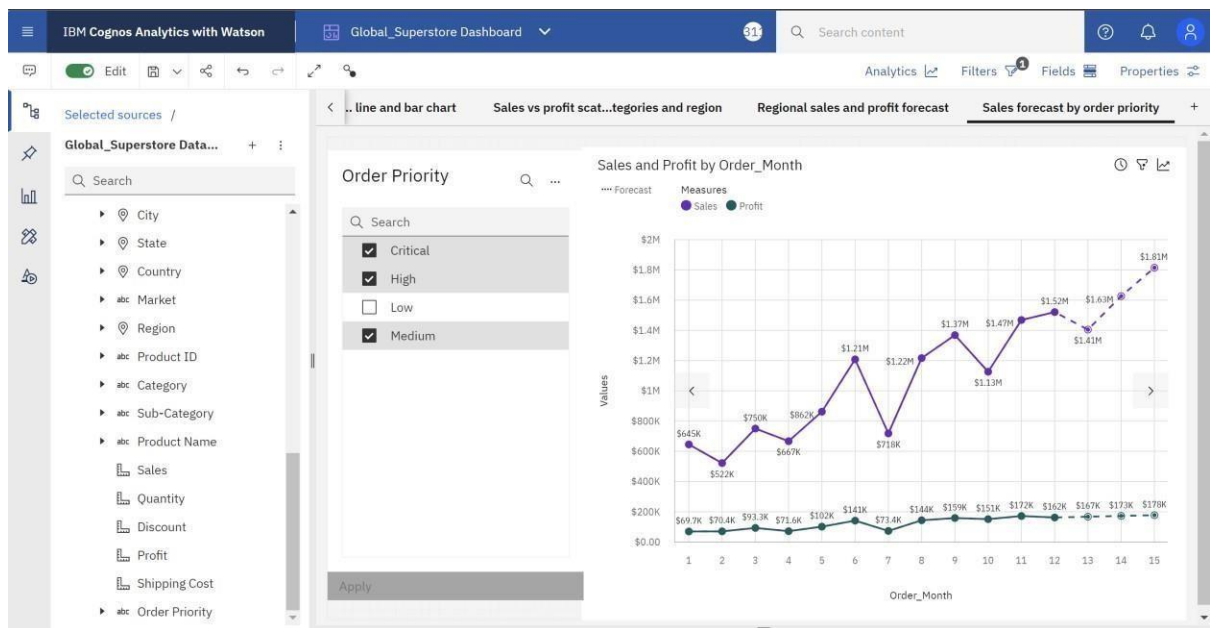 IBM Cognos Analytics with Watson
Global_Superstore Dashboard
Search content
Edit
Analytics
Filters 1
Fields
Properties
.. line and bar chart
Sales vs profit scat...tegories and region
Regional sales and profit forecast
Sales forecast by order priority
+
Selected sources /
Global_Superstore Data...
Search
City
State
Country
abc Market
Region
abc Product ID
abc Category
abc Sub-Category
abc Product Name
Sales
Quantity
Discount
Profit
Shipping Cost
abc Order Priority
Order Priority
Search
Critical
High
Low
Medium
Apply
Sales and Profit by Order_Month
Forecast
Measures
Sales Profit
Values
$2M
$1.8M
$1.6M
$1.4M
$1.2M
$1M
$800K
$600K
$400K
$200K
$0.00
$645K
$522K
$750K
$667K
$862K
$1.21M
$718K
$1.22M
$1.37M
$1.13M
$1.47M
$1.52M
$1.41M
$1.63M
$1.81M
$69.7K $70.4K $93.3K $71.6K $102K $141K $73.4K $144K $159K $151K $172K $162K $167K $173K $178K
1 2 3 4 5 6 7 8 9 10 11 12 13 14 15
Order_Month